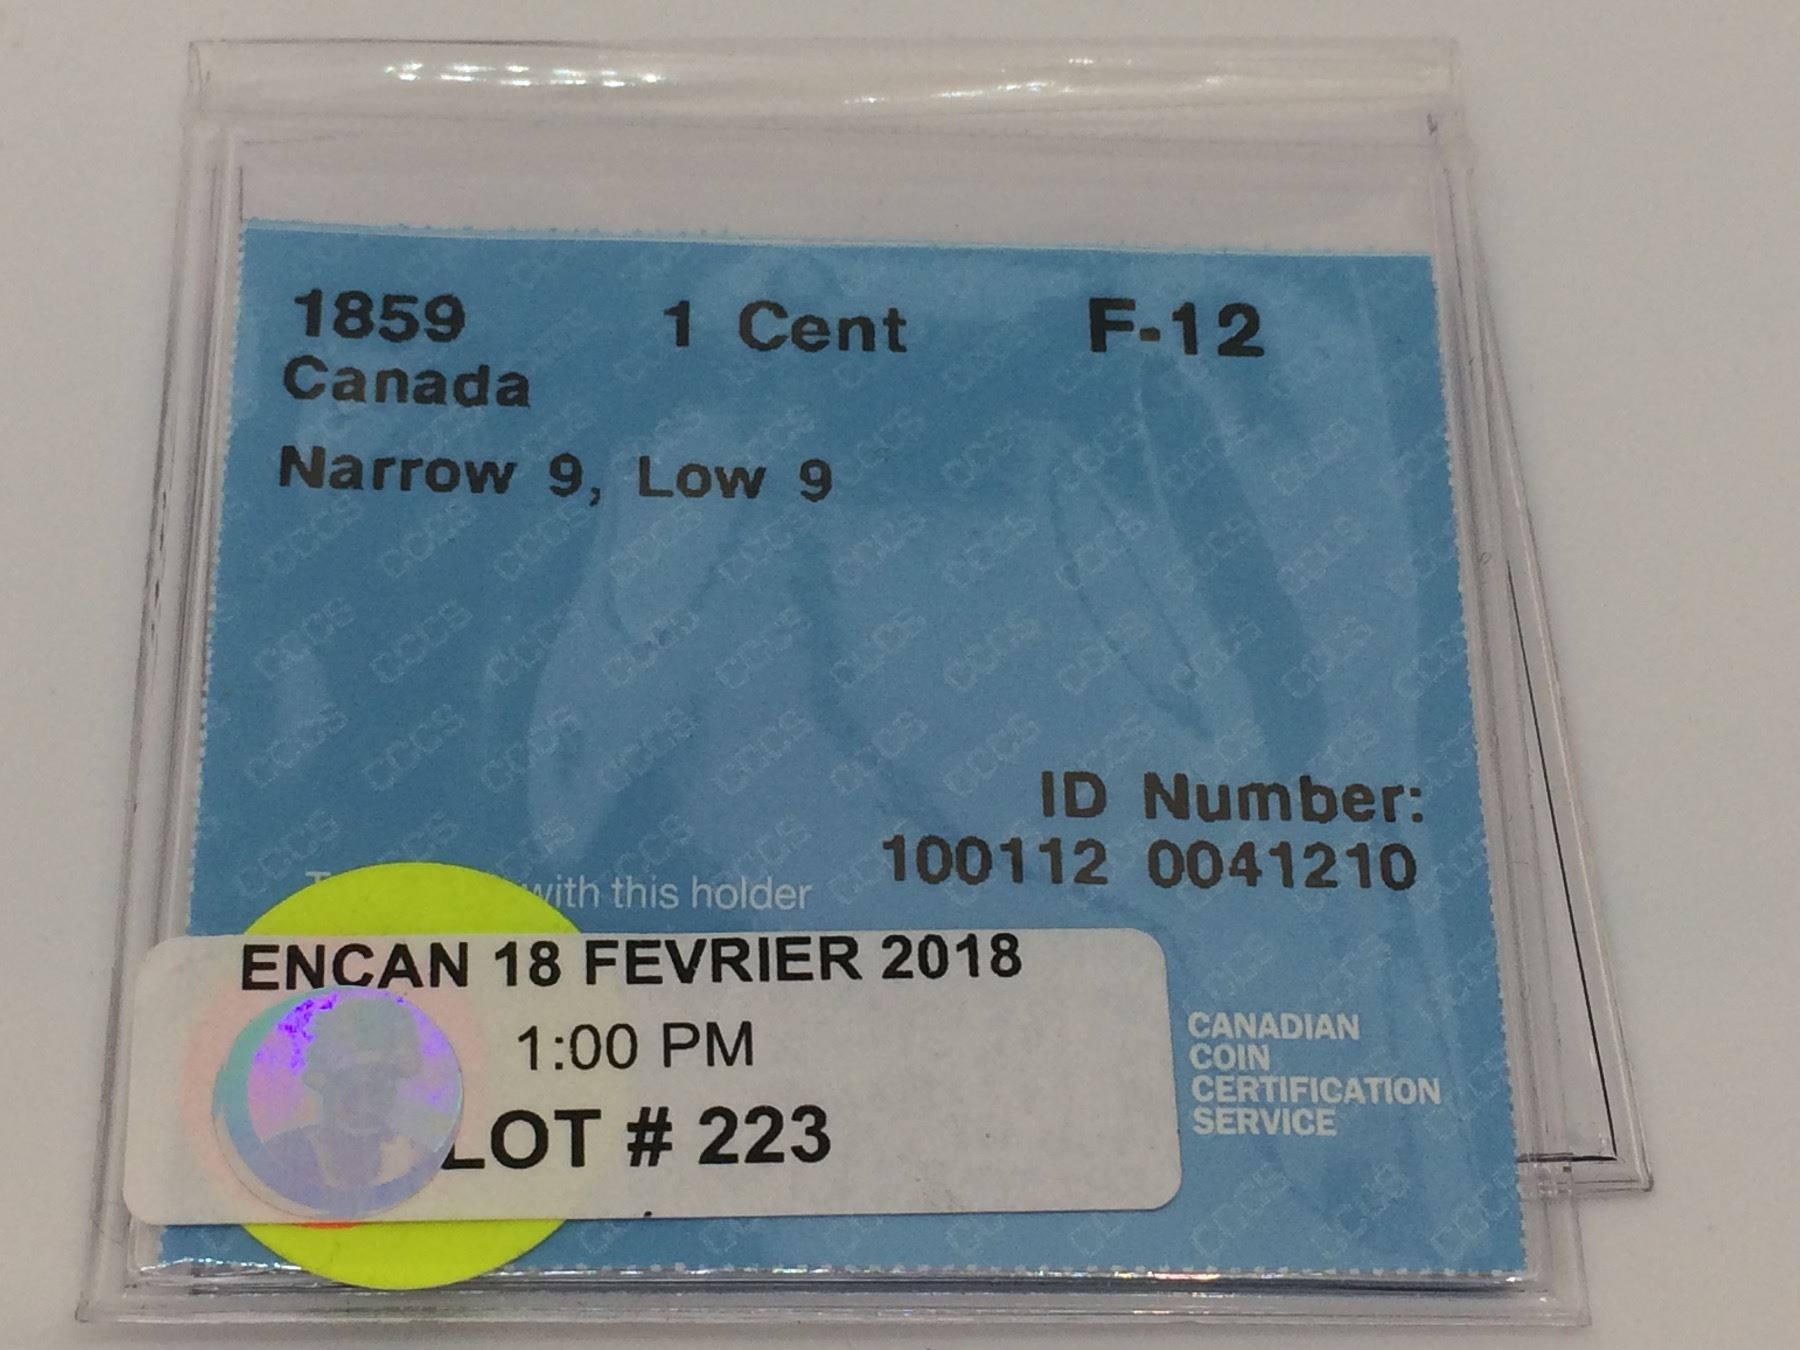 1859 1 Cent F-12
Canada
Narrow 9, Low 9
ID Number:
100112 0041210
with this holder
ENCAN 18 FEVRIER 2018
1:00 PM
LOT # 223
CANADIAN
COIN
CERTIFICATION
SERVICE